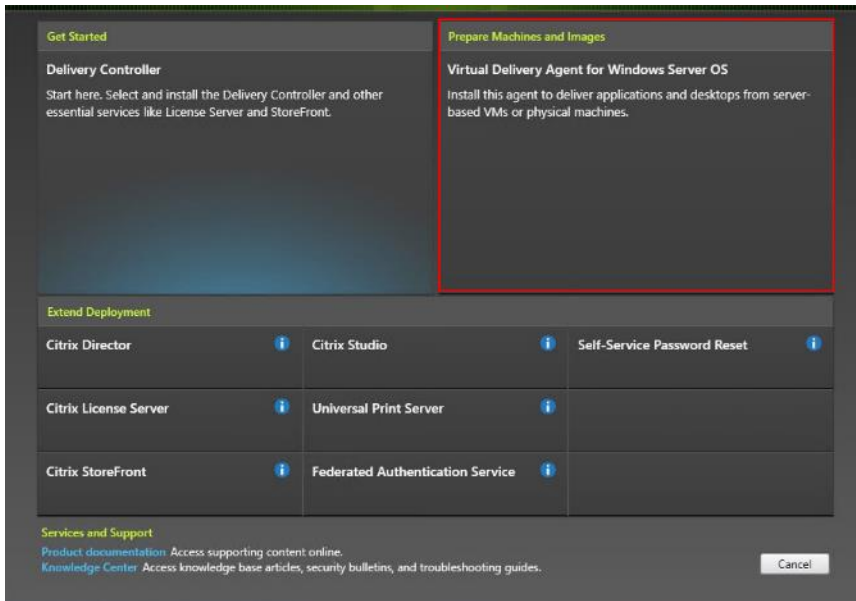 Get Started
Delivery Controller
Start here. Select and install the Delivery Controller and other
essential services like License Server and StoreFront.
Prepare Machines and Images
Virtual Delivery Agent for Windows Server OS
Install this agent to deliver applications and desktops from server-
based VMs or physical machines.
Extend Deployment
Citrix Director
Citrix Studio
Self-Service Password Reset
Citrix License Server
Universal Print Server
Citrix StoreFront
Federated Authentication Service
Services and Support
Product documentation Access supporting content online.
Knowledge Center Access knowledge base articles, security bulletins, and troubleshooting guides.
Cancel